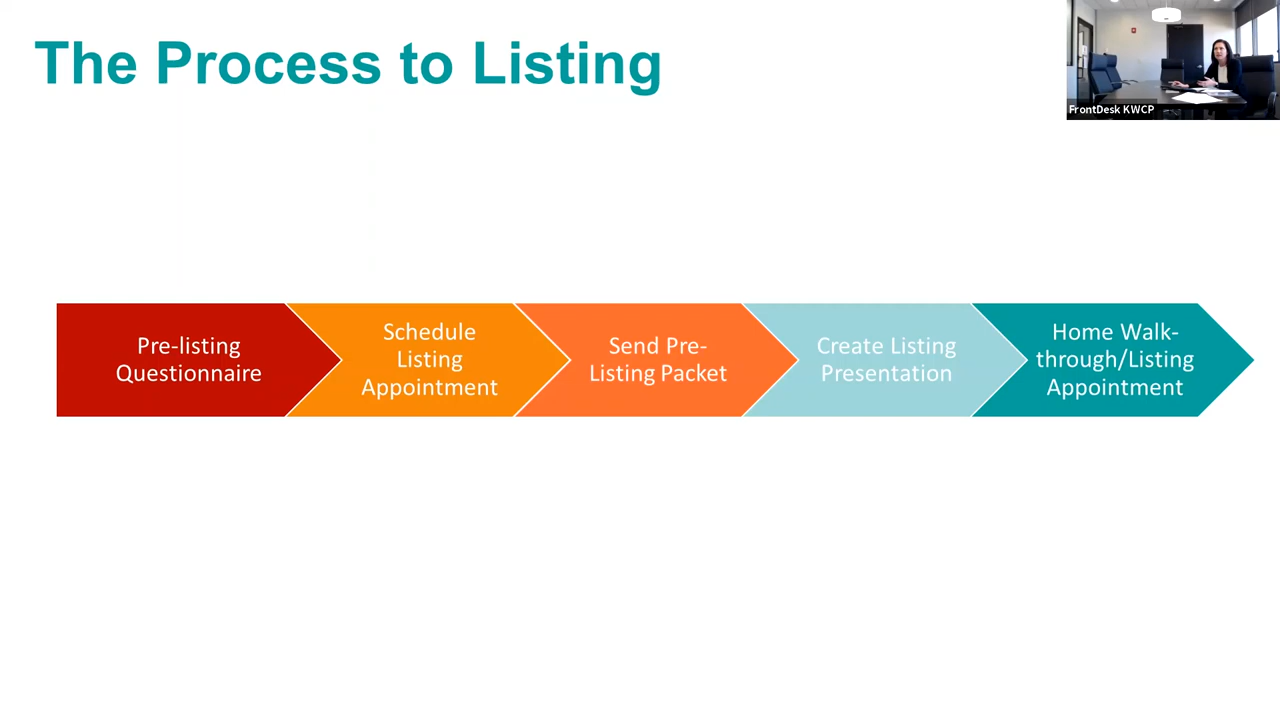 The Process to Listing
FrontDesk KWCP
Pre-listing
Questionnaire
Schedule
Listing
Appointment
Send Pre-
Listing Packet
Create Listing
Presentation
Home Walk-
through/Listing
Appointment